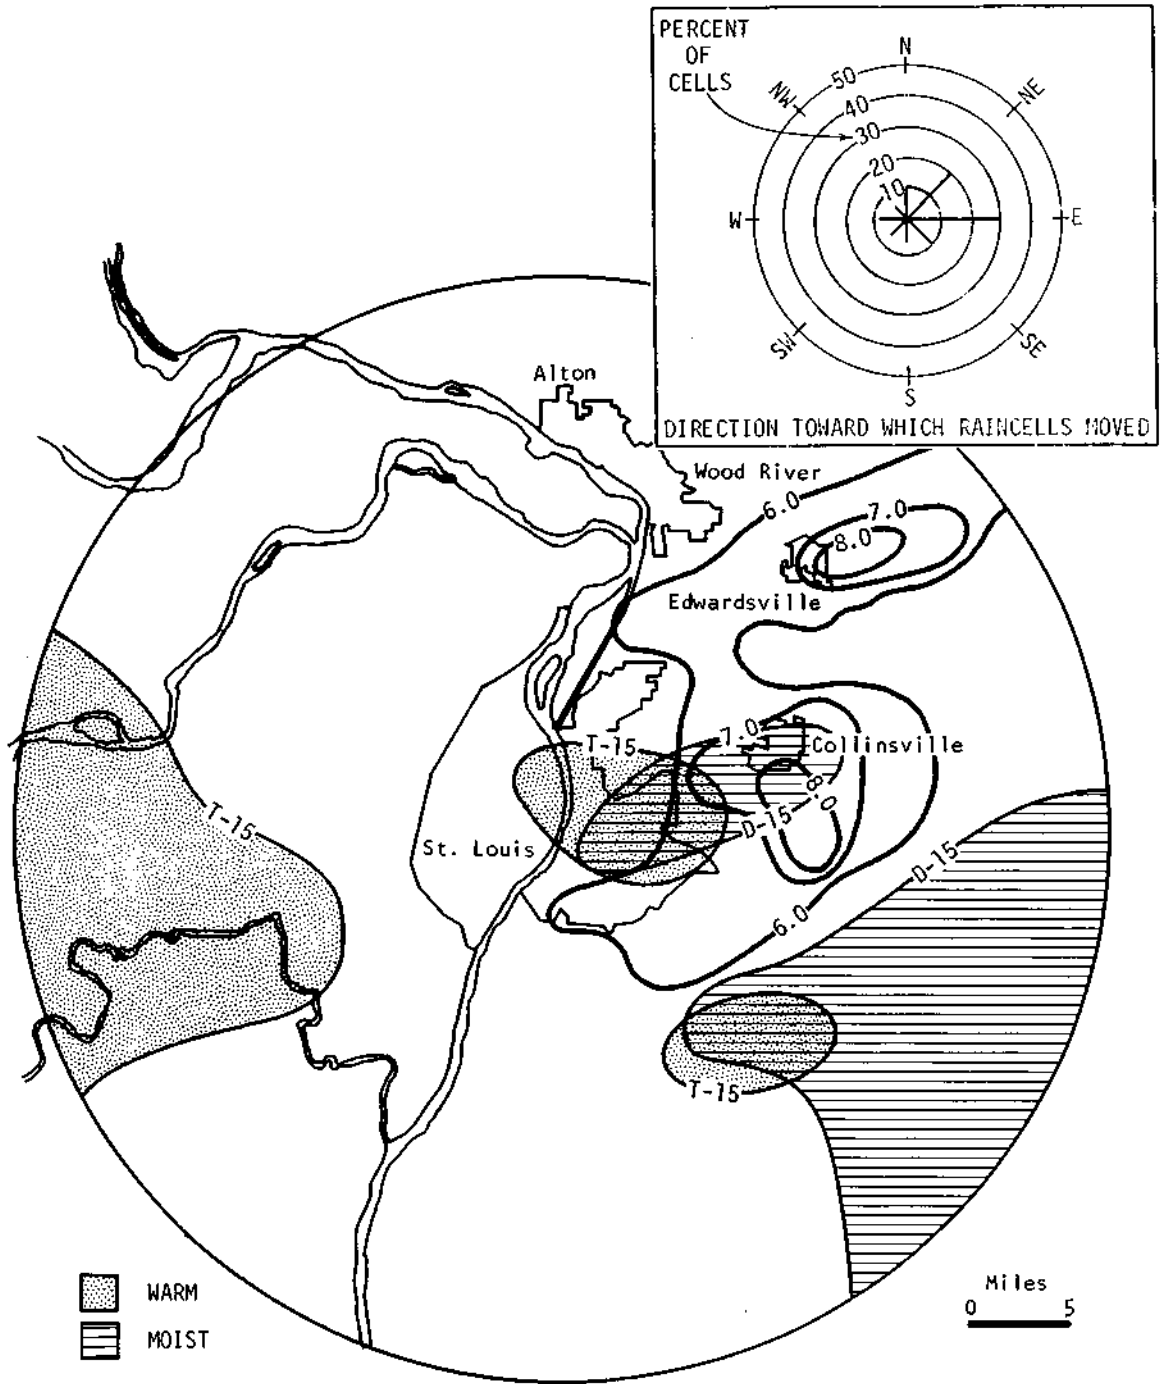 PERCENT
OF
CELLS
N
NE
E
SE
S
SW
W
NW
50
40
30
20
10
DIRECTION TOWARD WHICH RAINCELLS MOVED
Alton
Wood River
6.0
7.0
8.0
Edwardsville
T-15
7.0
Collinsville
8.0
D-15
T-15
St. Louis
D-15
6.0
T-15
WARM
MOIST
Miles
0 5